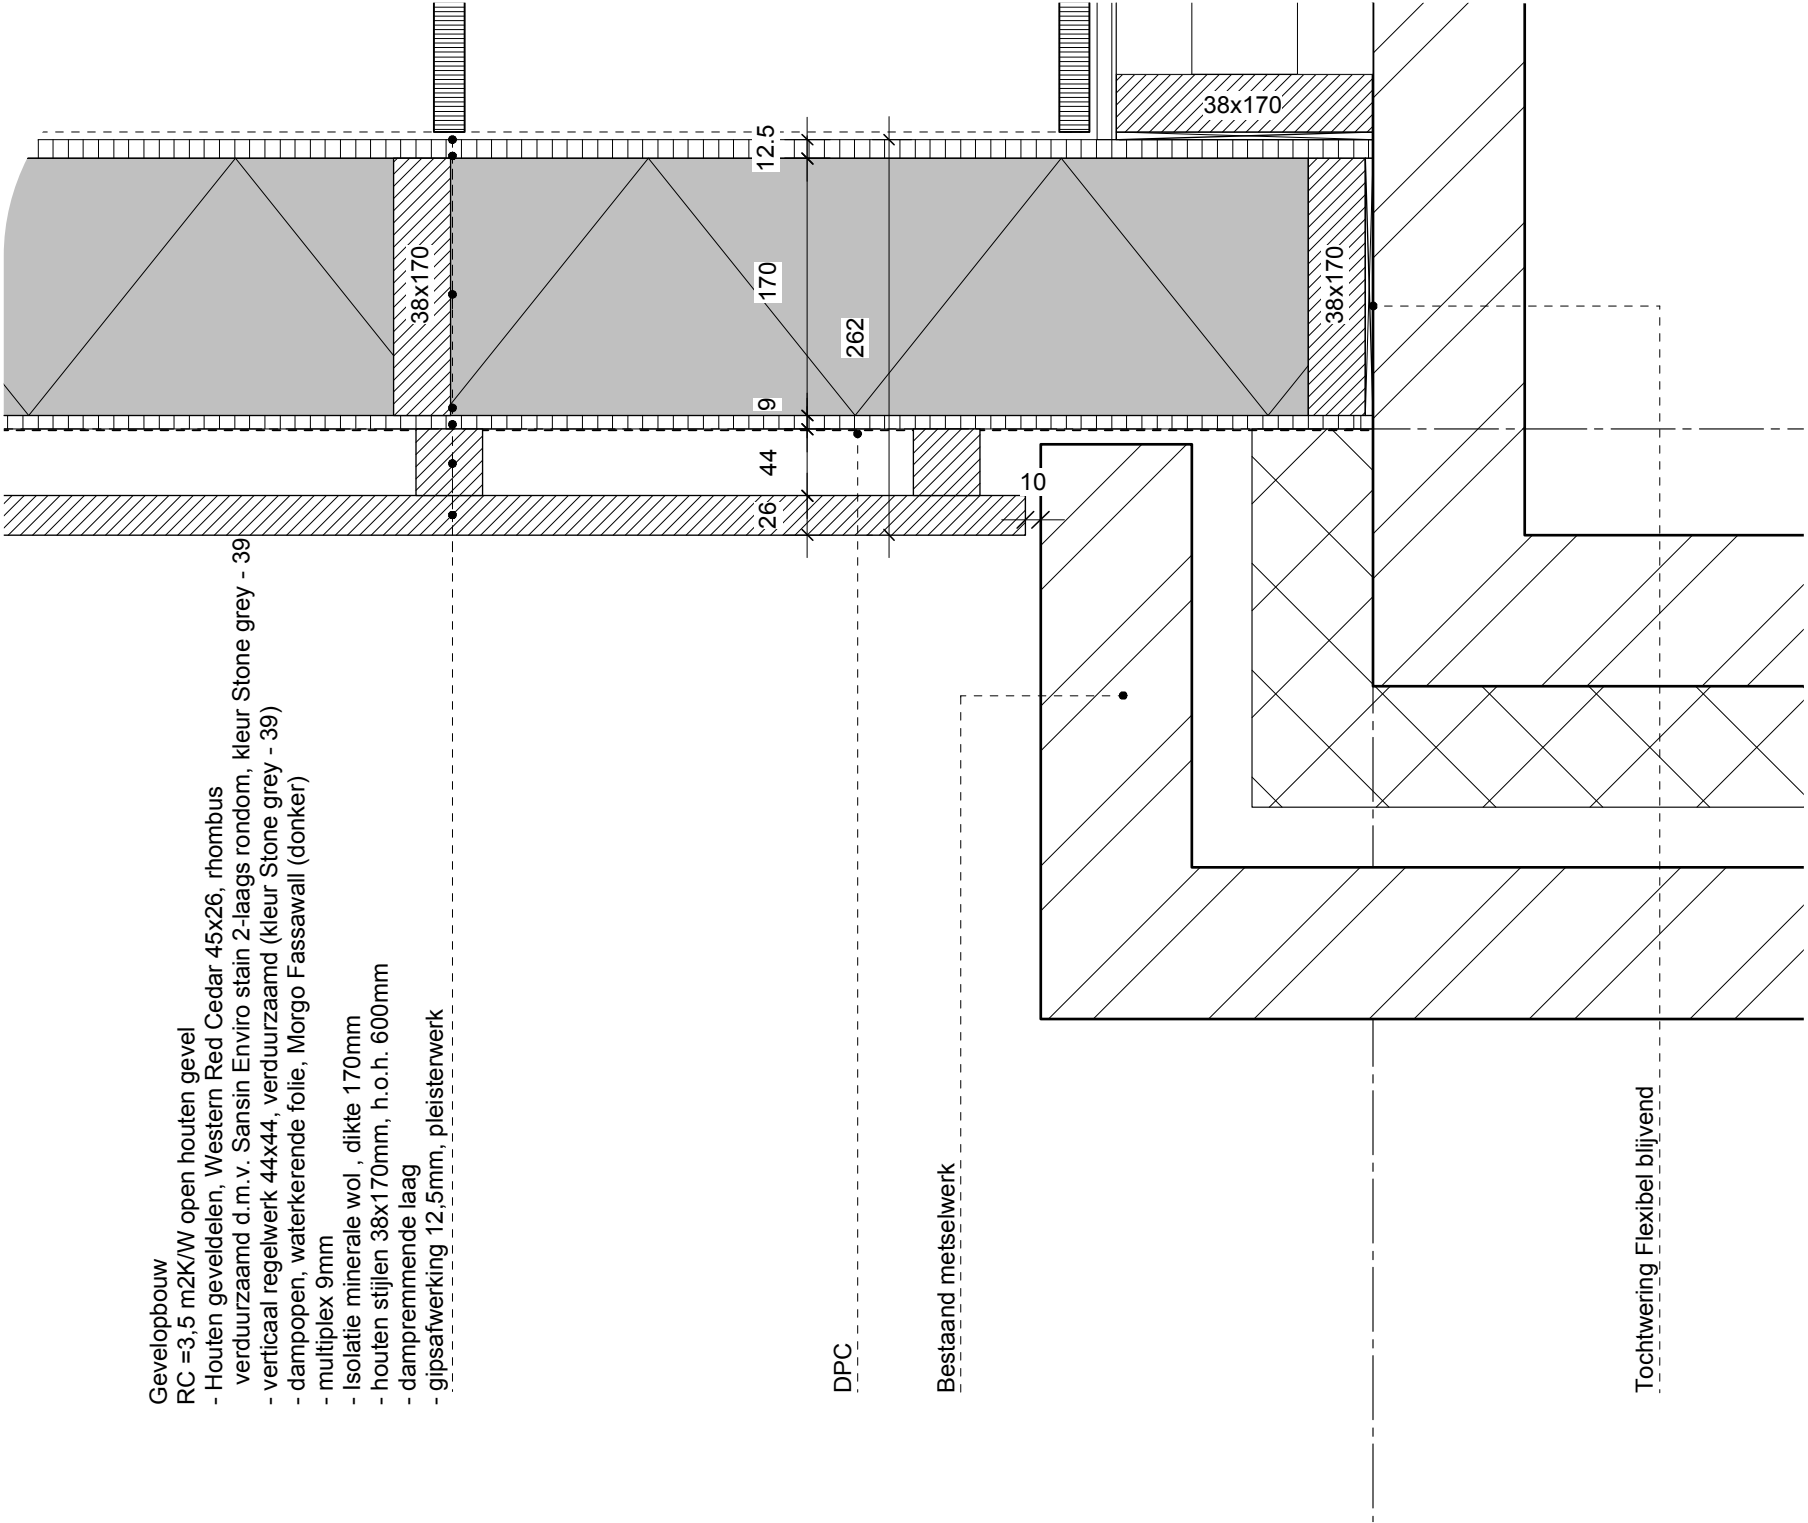 38x170
12.5
38x170
170
262
38x170
9
44
10
26
Gevelopbouw
RC =3,5 m2K/W open houten gevel
- Houten geveldelen, Western Red Cedar 45x26, rhombus
verduurzaamd d.m.v. Sansin Enviro stain 2-laags rondom, kleur Stone grey - 39
- verticaal regelwerk 44x44, verduurzaamd (kleur Stone grey - 39)
- dampopen, waterkerende folie, Morgo Fassawall (donker)
- multiplex 9mm
- Isolatie minerale wol , dikte 170mm
- houten stijlen 38x170mm, h.o.h. 600mm
- dampremmende laag
- gipsafwerking 12,5mm, pleisterwerk
DPC
Bestaand metselwerk
Tochtwering Flexibel blijvend